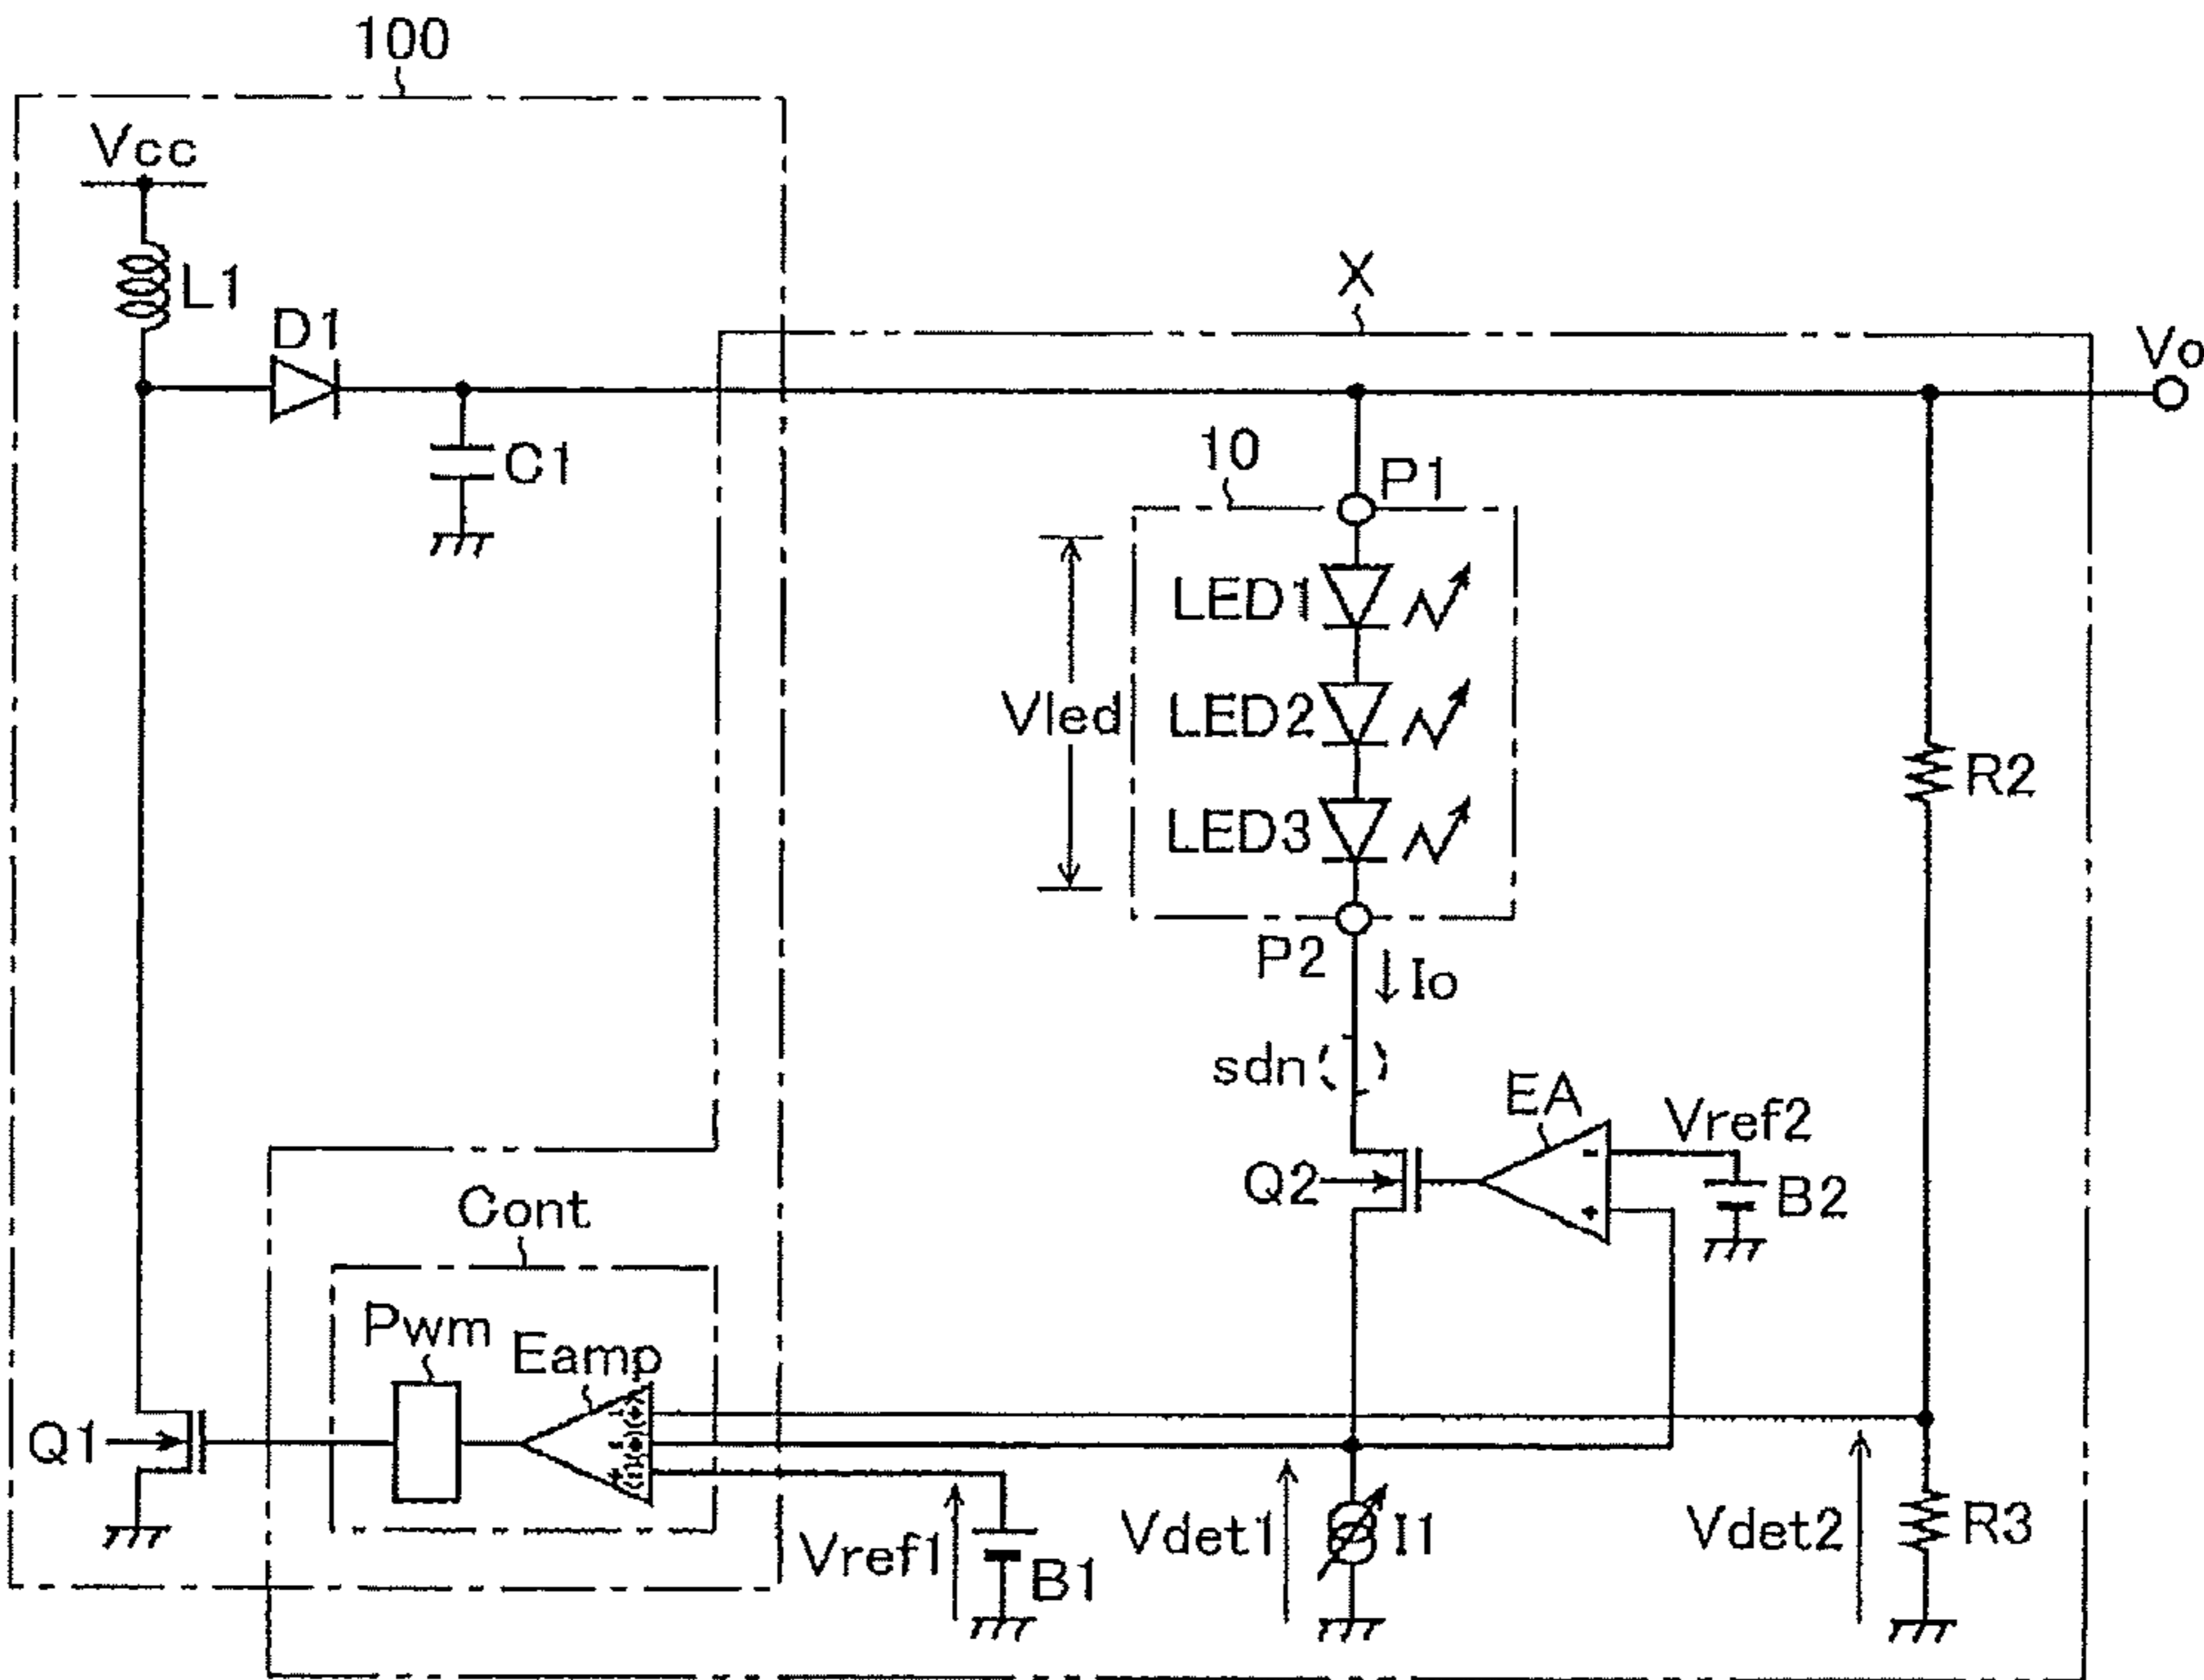 100
Vcc
L1
X
D1
Vo
C1
10
P1
LED1
Vled
LED2
R2
LED3
P2
Io
sdn
EA
Vref2
Q2
-
+
B2
Cont
Pwm
Eamp
Q1
Vref1
B1
Vdet1
I1
Vdet2
R3